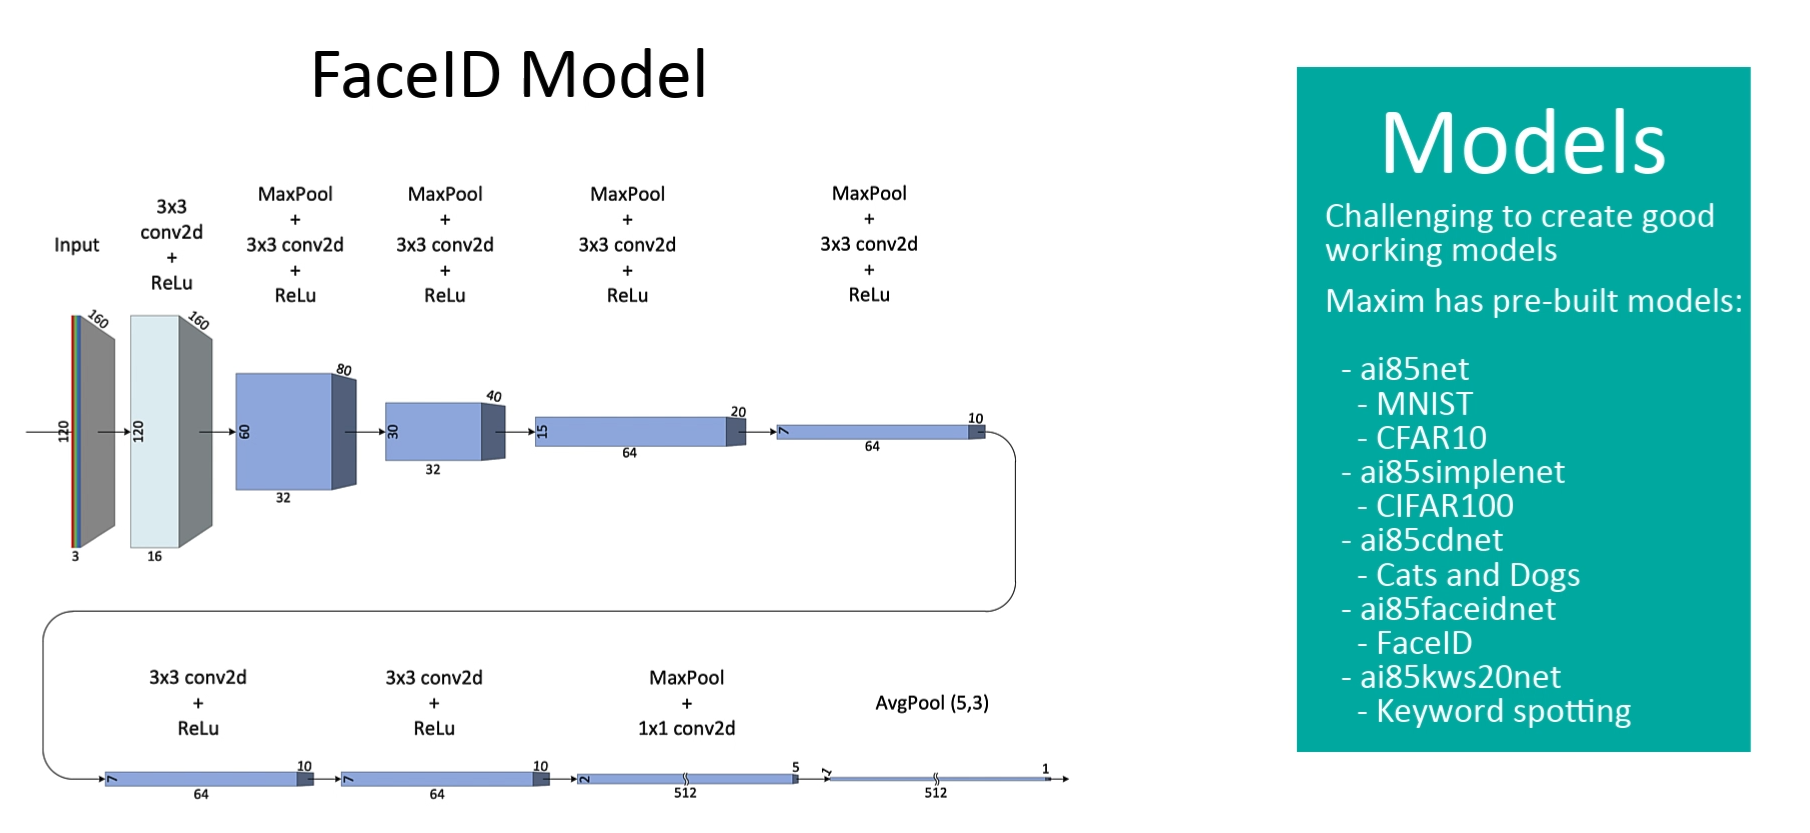 FaceID Model
Input
3x3
conv2d
+
ReLu
MaxPool
+
3x3 conv2d
+
ReLu
MaxPool
+
3x3 conv2d
+
ReLu
MaxPool
+
3x3 conv2d
+
ReLu
MaxPool
+
3x3 conv2d
+
ReLu
160
120
3
160
120
16
80
60
32
40
30
32
20
15
64
10
7
64
3x3 conv2d
+
ReLu
3x3 conv2d
+
ReLu
MaxPool
+
1x1 conv2d
AvgPool (5,3)
10
7
64
10
7
64
5
2
512
1
1
512
Models
Challenging to create good
working models
Maxim has pre-built models:
- ai85net
- MNIST
- CFAR10
- ai85simplenet
- CIFAR100
- ai85cdnet
- Cats and Dogs
- ai85faceidnet
- FaceID
- ai85kws20net
- Keyword spotting